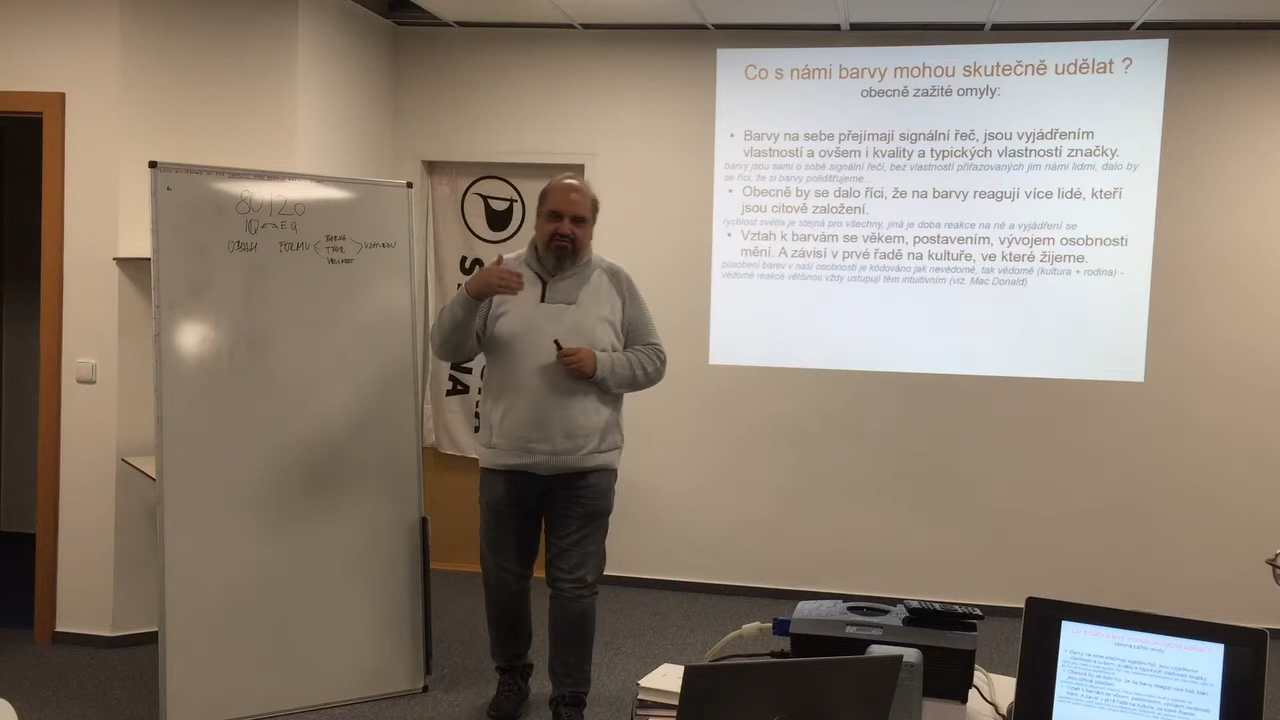 80/20
IQ EQ
OBSAH FORMU BARVA
TVAR VZTAHOVÁ
VELIKOST
Co s námi barvy mohou skutečně udělat ?
obecně zažité omyly:
• Barvy na sebe přejímají signální řeč, jsou vyjádřením
vlastností a ovšem i kvality a typických vlastností značky.
barvy jsou sami o sobě signální řečí, bez vlastností přiřazovaných jim námi lidmi, dalo by
se říci, že si barvy polidšťujeme
• Obecně by se dalo říci, že na barvy reagují více lidé, kteří
jsou citově založení.
rychlost světla je stejná pro všechny, jiná je doba reakce na ně a vyjádření se
• Vztah k barvám se věkem, postavením, vývojem osobnosti
mění. A závisí v prvé řadě na kultuře, ve které žijeme.
působení barev v naší osobnosti je kódováno jak nevědomě, tak vědomě (kultura + rodina) -
vědomé reakce většinou vždy ustupují těm intuitivním (viz. Mac Donald)